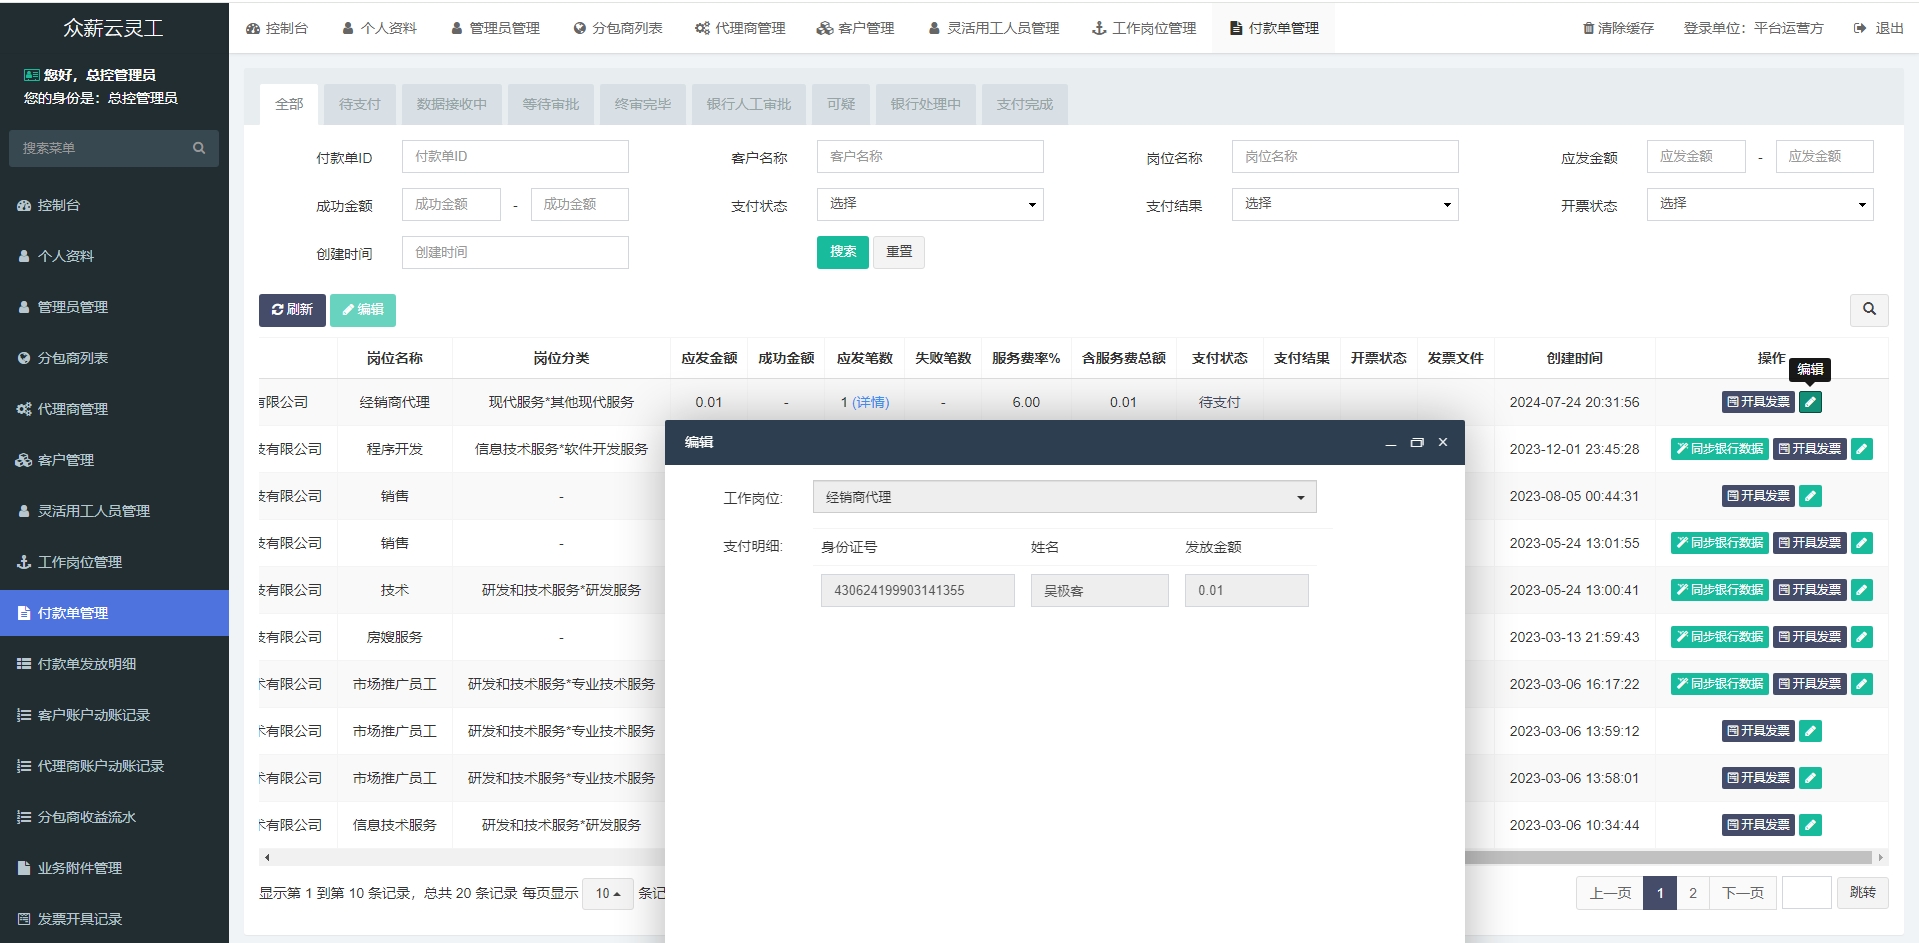 众薪云灵工
您好，总控管理员
您的身份是：总控管理员
搜索菜单
控制台
个人资料
管理员管理
分包商列表
代理商管理
客户管理
灵活用工人员管理
工作岗位管理
付款单管理
付款单发放明细
客户账户动账记录
代理商账户动账记录
分包商收益流水
业务附件管理
发票开具记录
控制台 个人资料 管理员管理 分包商列表 代理商管理 客户管理 灵活用工人员管理 工作岗位管理 付款单管理 清除缓存 登录单位：平台运营方 退出
全部 待支付 数据接收中 等待审批 终审完毕 银行人工审批 可疑 银行处理中 支付完成
付款单ID 付款单ID 客户名称 客户名称 岗位名称 岗位名称 应发金额 应发金额 - 应发金额
成功金额 成功金额 - 成功金额 支付状态 选择 支付结果 选择 开票状态 选择
创建时间 创建时间 搜索 重置
刷新 编辑
岗位名称 岗位分类 应发金额 成功金额 应发笔数 失败笔数 服务费率% 含服务费总额 支付状态 支付结果 开票状态 发票文件 创建时间 操作
编辑
有限公司 经销商代理 现代服务*其他现代服务 0.01 - 1 (详情) - 6.00 0.01 待支付 2024-07-24 20:31:56 开具发票
技有限公司 程序开发 信息技术服务*软件开发服务 2023-12-01 23:45:28 同步银行数据 开具发票
技有限公司 销售 - 2023-08-05 00:44:31 开具发票
技有限公司 销售 - 2023-05-24 13:01:55 同步银行数据 开具发票
技有限公司 技术 研发和技术服务*研发服务 2023-05-24 13:00:41 同步银行数据 开具发票
技有限公司 房嫂服务 - 2023-03-13 21:59:43 同步银行数据 开具发票
术有限公司 市场推广员工 研发和技术服务*专业技术服务 2023-03-06 16:17:22 同步银行数据 开具发票
术有限公司 市场推广员工 研发和技术服务*专业技术服务 2023-03-06 13:59:12 开具发票
术有限公司 市场推广员工 研发和技术服务*专业技术服务 2023-03-06 13:58:01 开具发票
术有限公司 信息技术服务 研发和技术服务*研发服务 2023-03-06 10:34:44 开具发票
编辑
工作岗位: 经销商代理
支付明细: 身份证号 姓名 发放金额
430624199903141355 吴极客 0.01
显示第 1 到第 10 条记录，总共 20 条记录 每页显示 10 条记
上一页 1 2 下一页 跳转